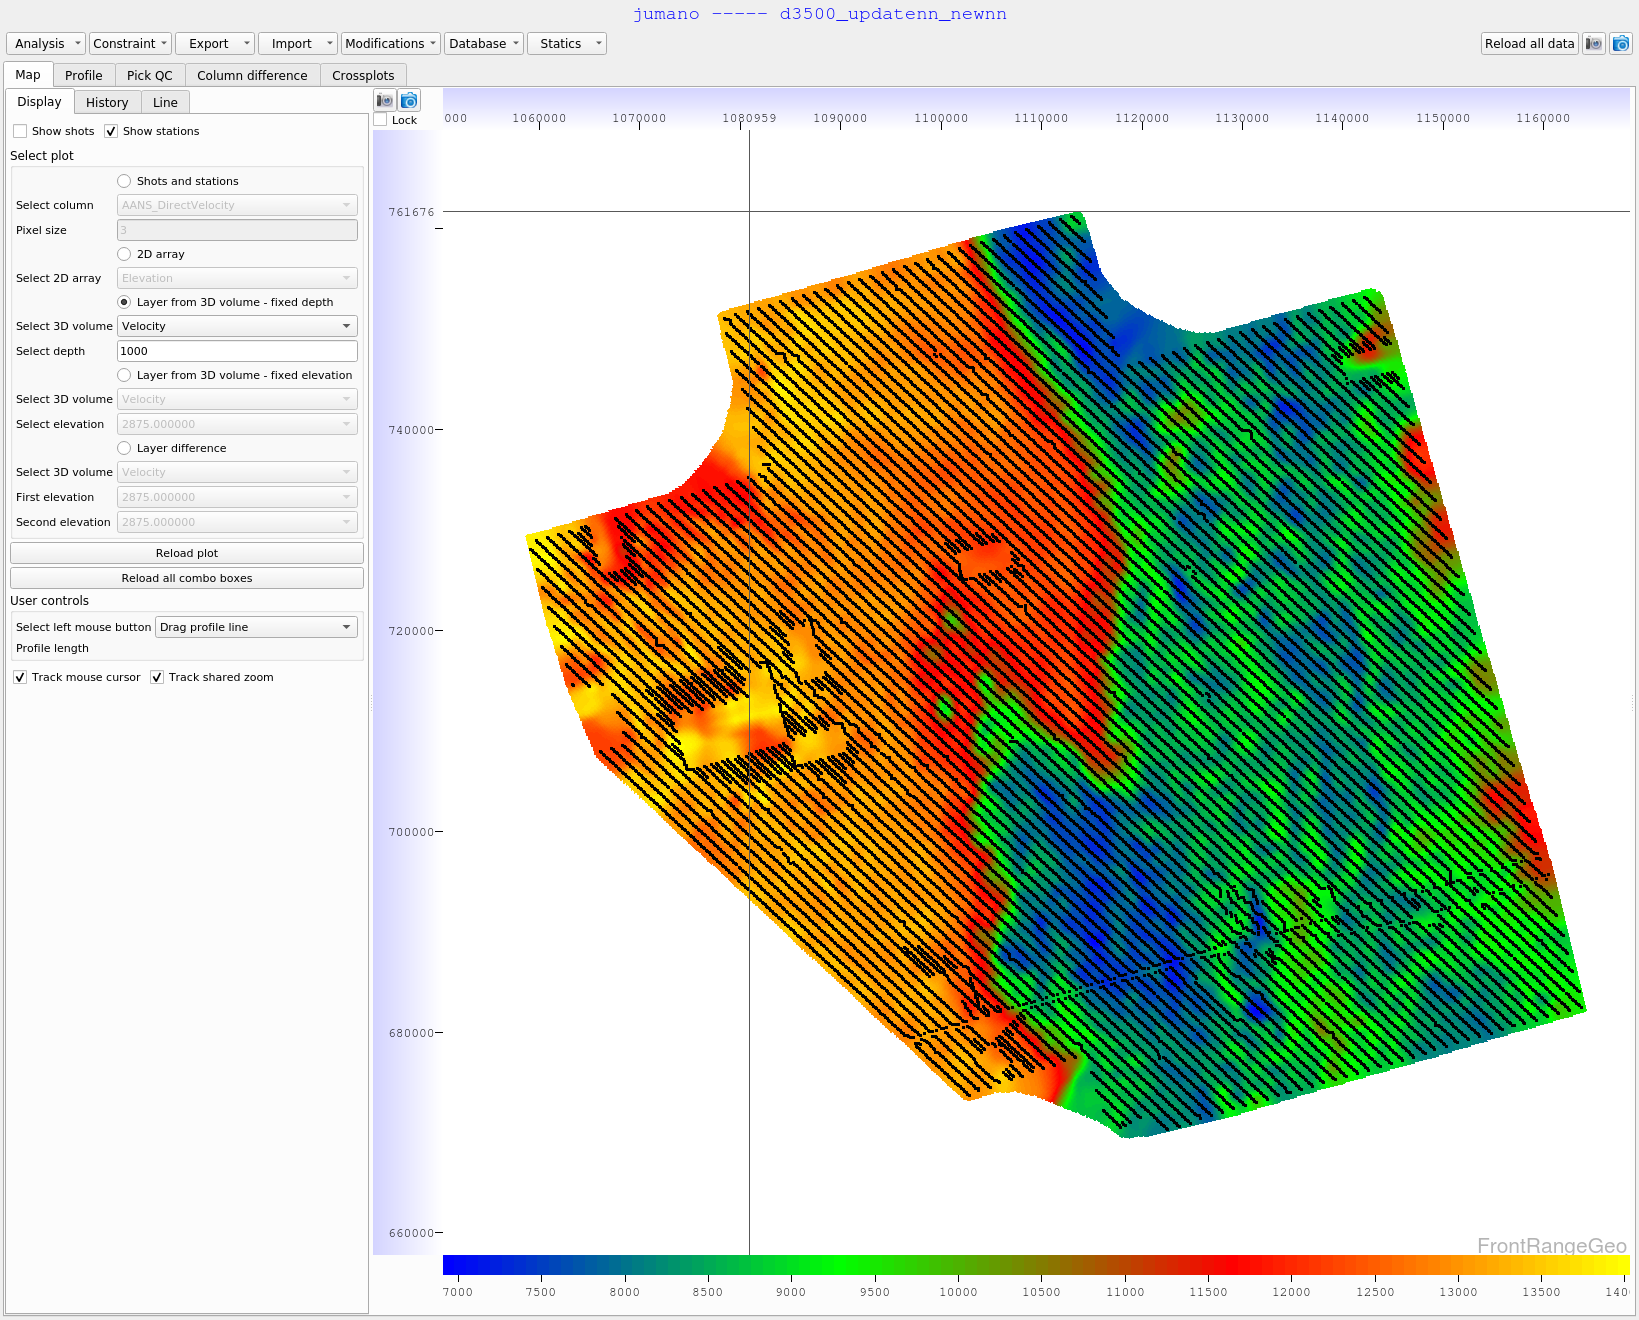 jumano ----- d3500_updatenn_newnn
Analysis Constraint Export Import Modifications Database Statics Reload all data
Map Profile Pick QC Column difference Crossplots
Display History Line
Lock
Show shots Show stations
Select plot
Shots and stations
Select column AANS_DirectVelocity
Pixel size 3
2D array
Select 2D array Elevation
Layer from 3D volume - fixed depth
Select 3D volume Velocity
Select depth 1000
Layer from 3D volume - fixed elevation
Select 3D volume Velocity
Select elevation 2875.000000
Layer difference
Select 3D volume Velocity
First elevation 2875.000000
Second elevation 2875.000000
Reload plot
Reload all combo boxes
User controls
Select left mouse button Drag profile line
Profile length
Track mouse cursor Track shared zoom
000 1060000 1070000 1080959 1090000 1100000 1110000 1120000 1130000 1140000 1150000 1160000
761676
740000
720000
700000
680000
660000
FrontRangeGeo
7000 7500 8000 8500 9000 9500 10000 10500 11000 11500 12000 12500 13000 13500 140